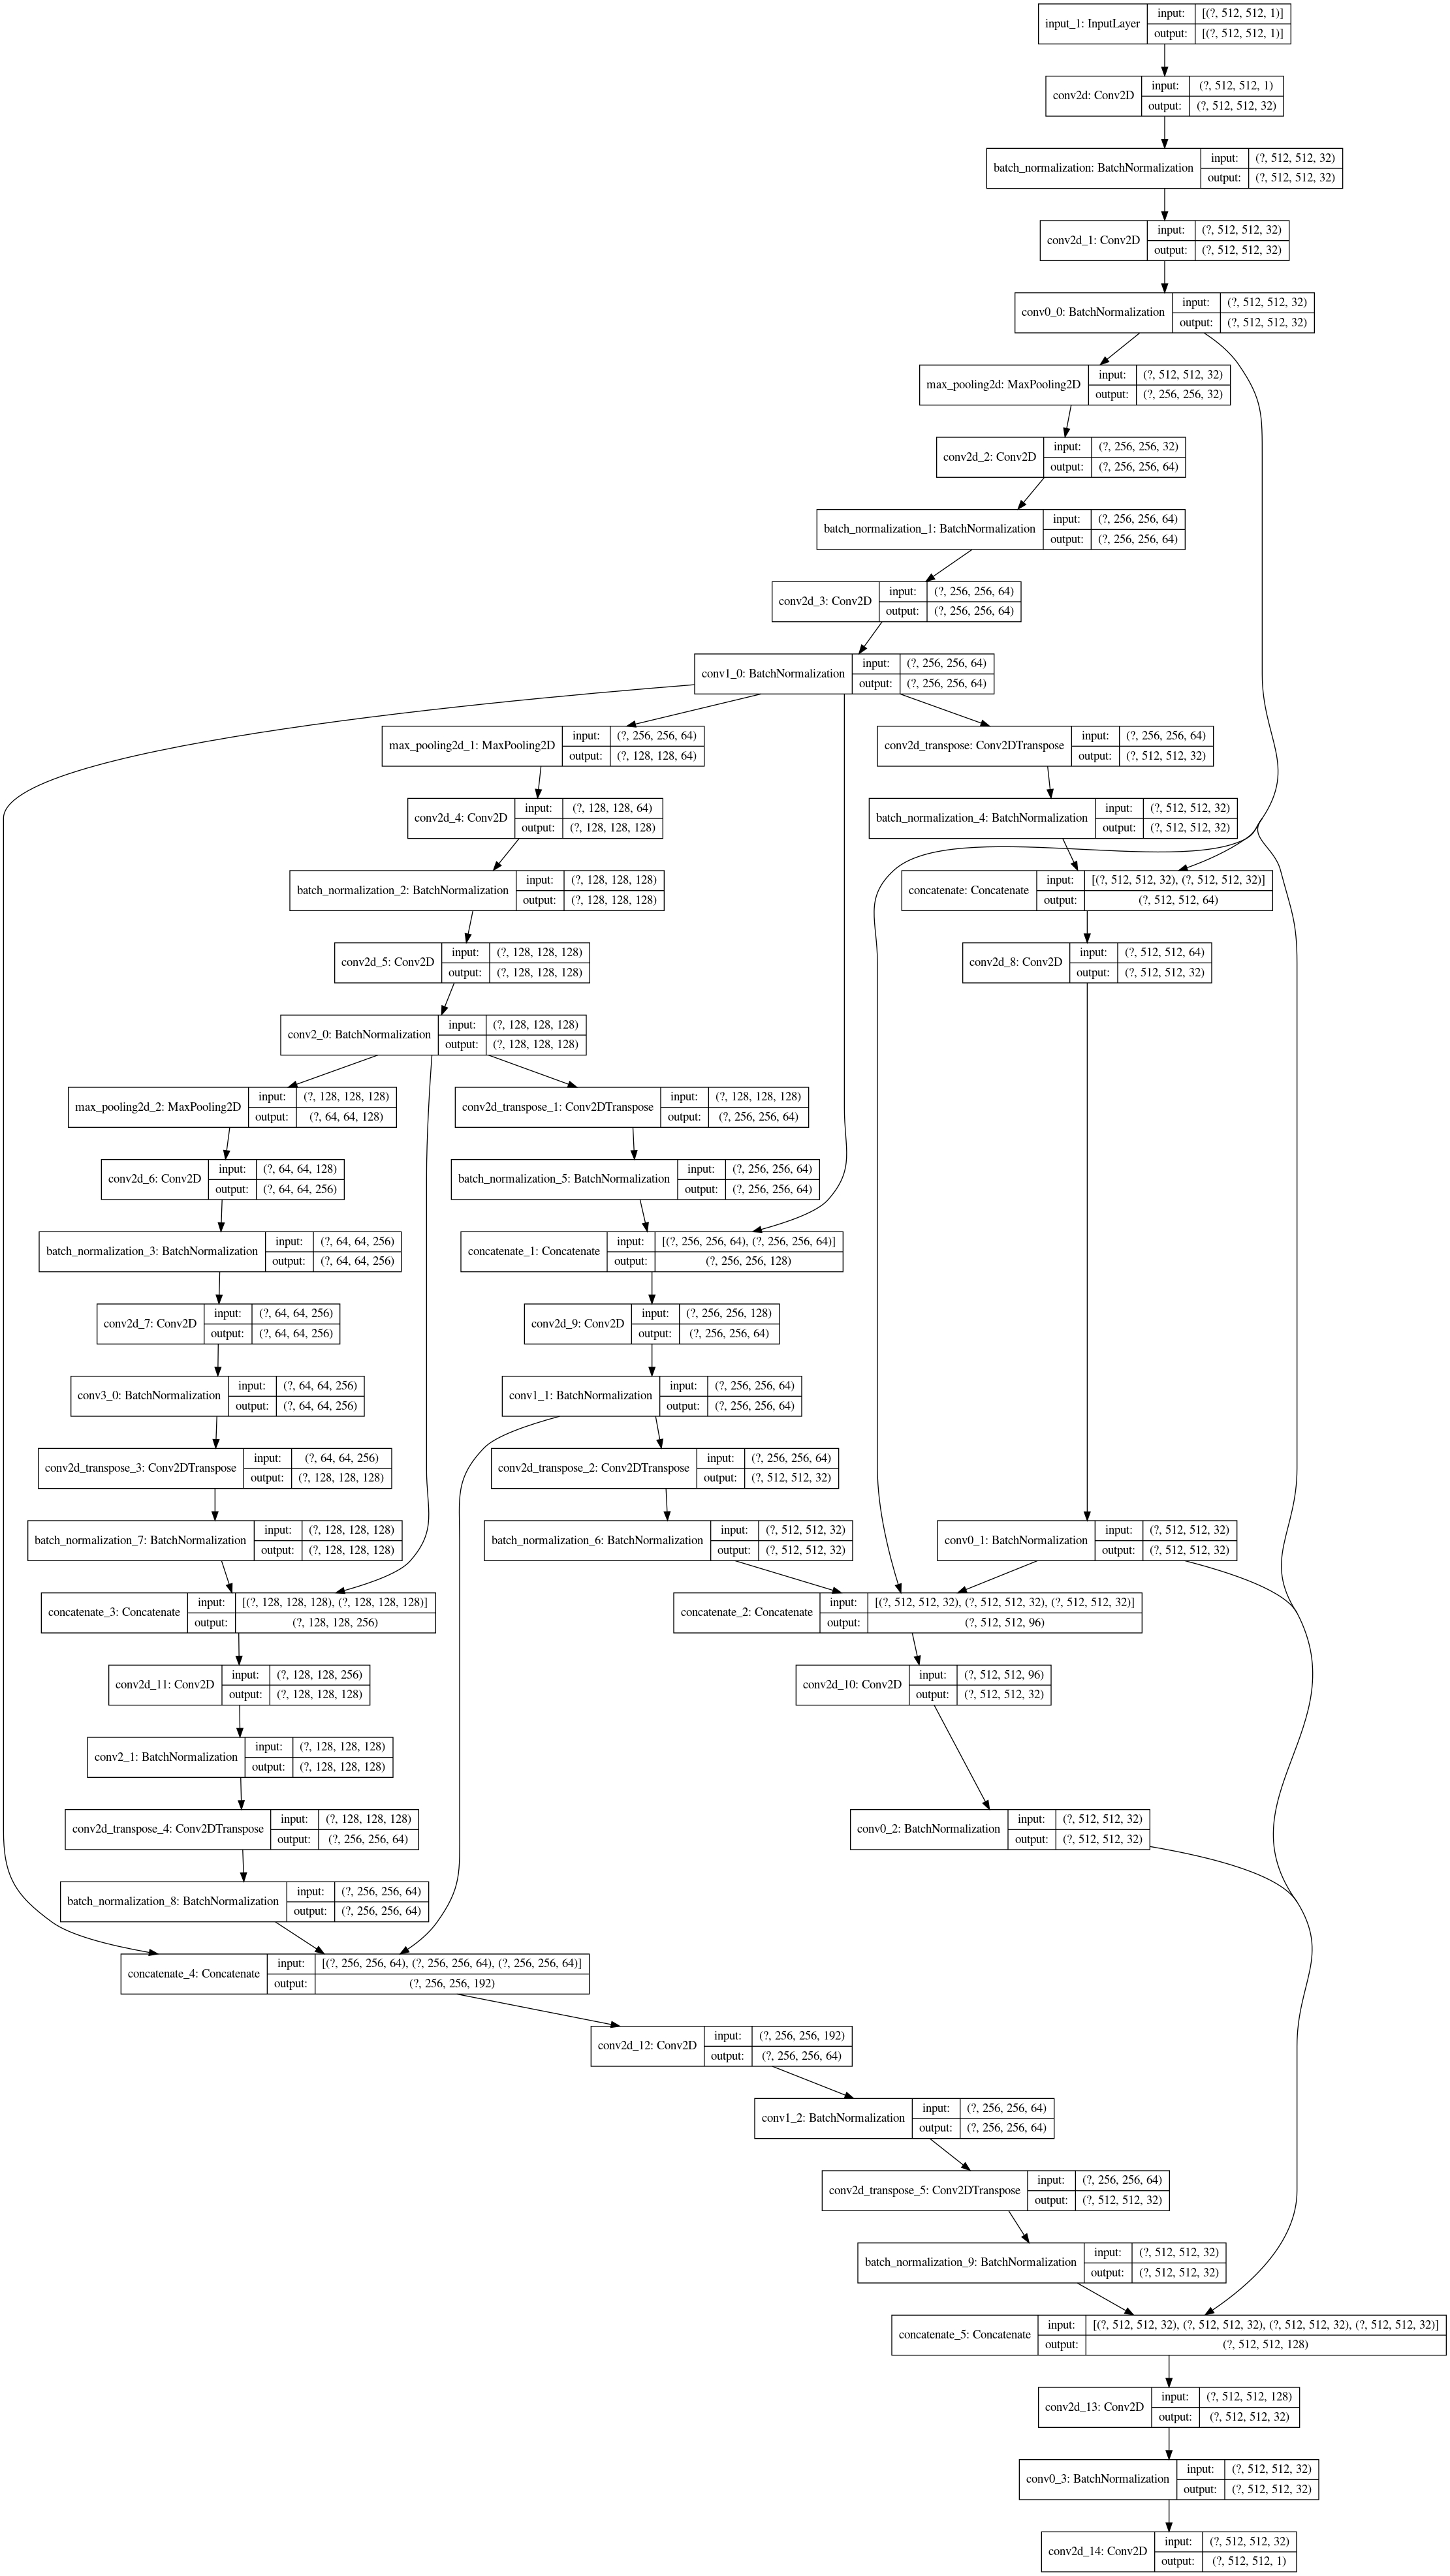 input_1: InputLayer
input: [(?, 512, 512, 1)]
output: [(?, 512, 512, 1)]
conv2d: Conv2D
input: (?, 512, 512, 1)
output: (?, 512, 512, 32)
batch_normalization: BatchNormalization
input: (?, 512, 512, 32)
output: (?, 512, 512, 32)
conv2d_1: Conv2D
input: (?, 512, 512, 32)
output: (?, 512, 512, 32)
conv0_0: BatchNormalization
input: (?, 512, 512, 32)
output: (?, 512, 512, 32)
max_pooling2d: MaxPooling2D
input: (?, 512, 512, 32)
output: (?, 256, 256, 32)
conv2d_2: Conv2D
input: (?, 256, 256, 32)
output: (?, 256, 256, 64)
batch_normalization_1: BatchNormalization
input: (?, 256, 256, 64)
output: (?, 256, 256, 64)
conv2d_3: Conv2D
input: (?, 256, 256, 64)
output: (?, 256, 256, 64)
conv1_0: BatchNormalization
input: (?, 256, 256, 64)
output: (?, 256, 256, 64)
max_pooling2d_1: MaxPooling2D
input: (?, 256, 256, 64)
output: (?, 128, 128, 64)
conv2d_transpose: Conv2DTranspose
input: (?, 256, 256, 64)
output: (?, 512, 512, 32)
conv2d_4: Conv2D
input: (?, 128, 128, 64)
output: (?, 128, 128, 128)
batch_normalization_4: BatchNormalization
input: (?, 512, 512, 32)
output: (?, 512, 512, 32)
batch_normalization_2: BatchNormalization
input: (?, 128, 128, 128)
output: (?, 128, 128, 128)
concatenate: Concatenate
input: [(?, 512, 512, 32), (?, 512, 512, 32)]
output: (?, 512, 512, 64)
conv2d_5: Conv2D
input: (?, 128, 128, 128)
output: (?, 128, 128, 128)
conv2d_8: Conv2D
input: (?, 512, 512, 64)
output: (?, 512, 512, 32)
conv2_0: BatchNormalization
input: (?, 128, 128, 128)
output: (?, 128, 128, 128)
max_pooling2d_2: MaxPooling2D
input: (?, 128, 128, 128)
output: (?, 64, 64, 128)
conv2d_transpose_1: Conv2DTranspose
input: (?, 128, 128, 128)
output: (?, 256, 256, 64)
conv2d_6: Conv2D
input: (?, 64, 64, 128)
output: (?, 64, 64, 256)
batch_normalization_5: BatchNormalization
input: (?, 256, 256, 64)
output: (?, 256, 256, 64)
batch_normalization_3: BatchNormalization
input: (?, 64, 64, 256)
output: (?, 64, 64, 256)
concatenate_1: Concatenate
input: [(?, 256, 256, 64), (?, 256, 256, 64)]
output: (?, 256, 256, 128)
conv2d_7: Conv2D
input: (?, 64, 64, 256)
output: (?, 64, 64, 256)
conv2d_9: Conv2D
input: (?, 256, 256, 128)
output: (?, 256, 256, 64)
conv3_0: BatchNormalization
input: (?, 64, 64, 256)
output: (?, 64, 64, 256)
conv1_1: BatchNormalization
input: (?, 256, 256, 64)
output: (?, 256, 256, 64)
conv2d_transpose_3: Conv2DTranspose
input: (?, 64, 64, 256)
output: (?, 128, 128, 128)
conv2d_transpose_2: Conv2DTranspose
input: (?, 256, 256, 64)
output: (?, 512, 512, 32)
batch_normalization_7: BatchNormalization
input: (?, 128, 128, 128)
output: (?, 128, 128, 128)
batch_normalization_6: BatchNormalization
input: (?, 512, 512, 32)
output: (?, 512, 512, 32)
conv0_1: BatchNormalization
input: (?, 512, 512, 32)
output: (?, 512, 512, 32)
concatenate_3: Concatenate
input: [(?, 128, 128, 128), (?, 128, 128, 128)]
output: (?, 128, 128, 256)
concatenate_2: Concatenate
input: [(?, 512, 512, 32), (?, 512, 512, 32), (?, 512, 512, 32)]
output: (?, 512, 512, 96)
conv2d_11: Conv2D
input: (?, 128, 128, 256)
output: (?, 128, 128, 128)
conv2d_10: Conv2D
input: (?, 512, 512, 96)
output: (?, 512, 512, 32)
conv2_1: BatchNormalization
input: (?, 128, 128, 128)
output: (?, 128, 128, 128)
conv2d_transpose_4: Conv2DTranspose
input: (?, 128, 128, 128)
output: (?, 256, 256, 64)
conv0_2: BatchNormalization
input: (?, 512, 512, 32)
output: (?, 512, 512, 32)
batch_normalization_8: BatchNormalization
input: (?, 256, 256, 64)
output: (?, 256, 256, 64)
concatenate_4: Concatenate
input: [(?, 256, 256, 64), (?, 256, 256, 64), (?, 256, 256, 64)]
output: (?, 256, 256, 192)
conv2d_12: Conv2D
input: (?, 256, 256, 192)
output: (?, 256, 256, 64)
conv1_2: BatchNormalization
input: (?, 256, 256, 64)
output: (?, 256, 256, 64)
conv2d_transpose_5: Conv2DTranspose
input: (?, 256, 256, 64)
output: (?, 512, 512, 32)
batch_normalization_9: BatchNormalization
input: (?, 512, 512, 32)
output: (?, 512, 512, 32)
concatenate_5: Concatenate
input: [(?, 512, 512, 32), (?, 512, 512, 32), (?, 512, 512, 32), (?, 512, 512, 32)]
output: (?, 512, 512, 128)
conv2d_13: Conv2D
input: (?, 512, 512, 128)
output: (?, 512, 512, 32)
conv0_3: BatchNormalization
input: (?, 512, 512, 32)
output: (?, 512, 512, 32)
conv2d_14: Conv2D
input: (?, 512, 512, 32)
output: (?, 512, 512, 1)